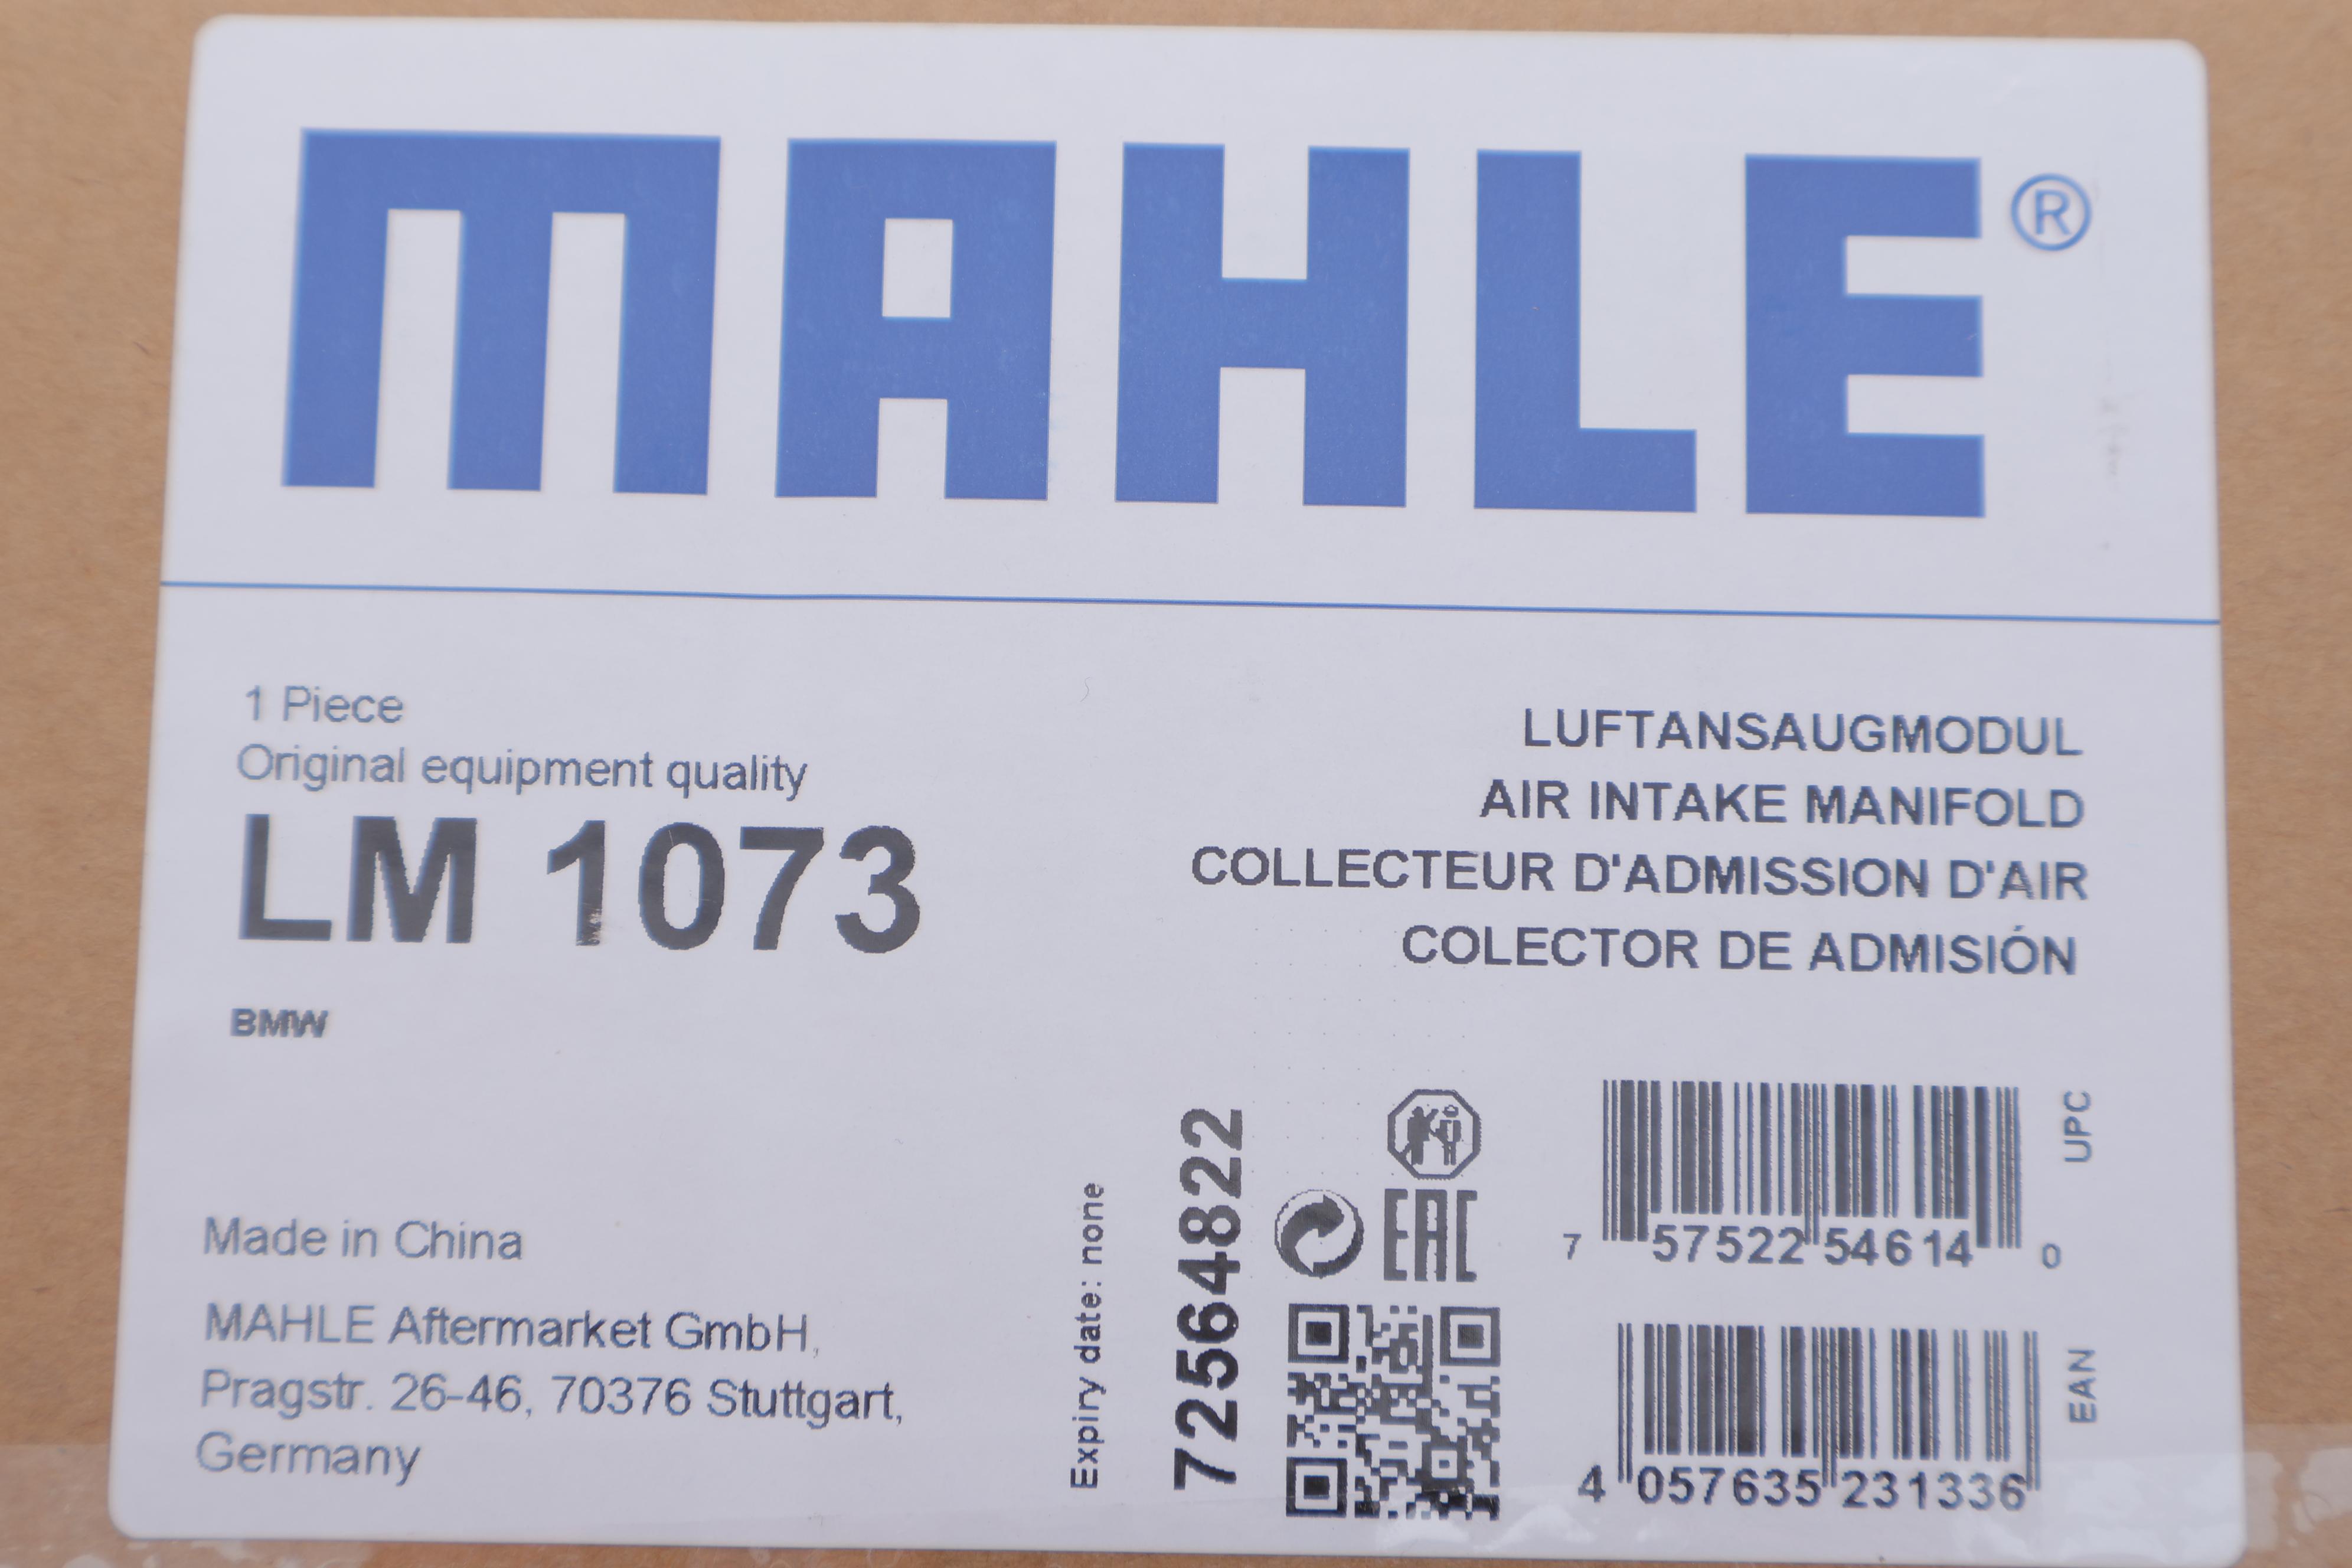 MAHLE®
1 Piece
Original equipment quality
LM 1073
BMW
LUFTANSAUGMODUL
AIR INTAKE MANIFOLD
COLLECTEUR D'ADMISSION D'AIR
COLECTOR DE ADMISIÓN
Made in China
MAHLE Aftermarket GmbH,
Pragstr. 26-46, 70376 Stuttgart,
Germany
Expiry date: none
72564822
EAC
7 57522 54614 0
UPC
4 057635 231336
EAN